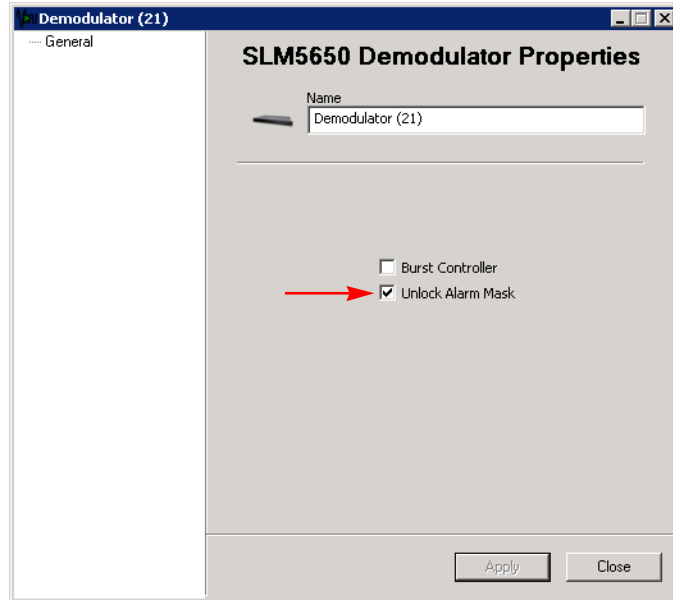 Demodulator (21)
General
SLM5650 Demodulator Properties
Name
Demodulator (21)
Burst Controller
Unlock Alarm Mask
Apply
Close